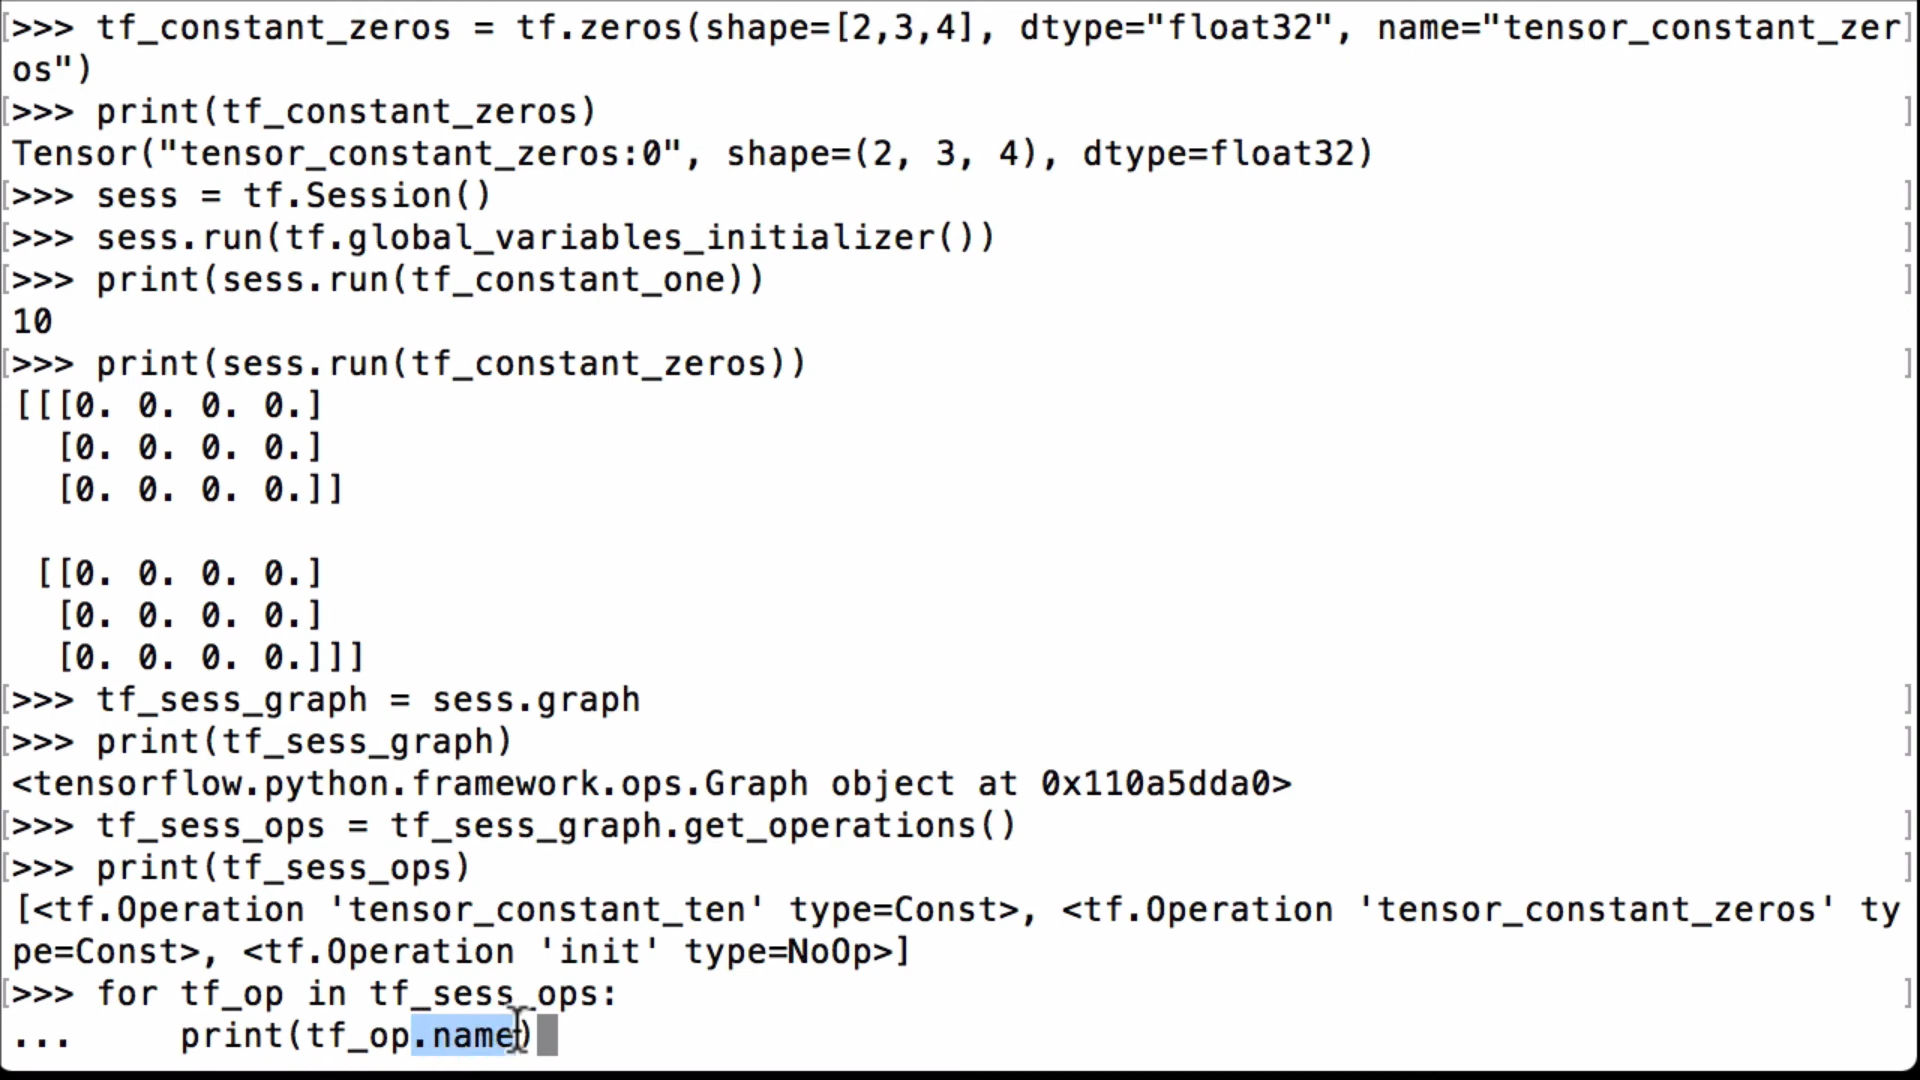 [>>> tf_constant_zeros = tf.zeros(shape=[2,3,4], dtype="float32", name="tensor_constant_zer]
os")
[>>> print(tf_constant_zeros) ]
Tensor("tensor_constant_zeros:0", shape=(2, 3, 4), dtype=float32)
[>>> sess = tf.Session() ]
[>>> sess.run(tf.global_variables_initializer()) ]
[>>> print(sess.run(tf_constant_one)) ]
10
[>>> print(sess.run(tf_constant_zeros)) ]
[[[0. 0. 0. 0.]
  [0. 0. 0. 0.]
  [0. 0. 0. 0.]]
 [[0. 0. 0. 0.]
  [0. 0. 0. 0.]
  [0. 0. 0. 0.]]]
[>>> tf_sess_graph = sess.graph ]
[>>> print(tf_sess_graph) ]
<tensorflow.python.framework.ops.Graph object at 0x110a5dda0>
[>>> tf_sess_ops = tf_sess_graph.get_operations() ]
[>>> print(tf_sess_ops) ]
[<tf.Operation 'tensor_constant_ten' type=Const>, <tf.Operation 'tensor_constant_zeros' ty
pe=Const>, <tf.Operation 'init' type=NoOp>]
[>>> for tf_op in tf_sess_ops: ]
...     print(tf_op.name)